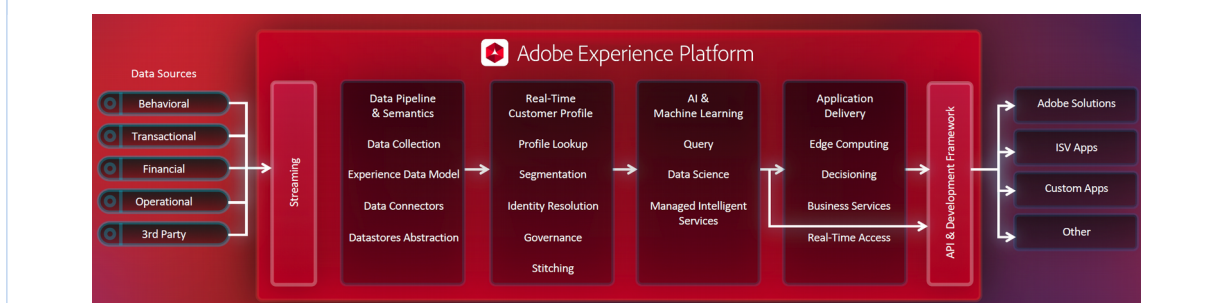 Adobe Experience Platform
Data Sources
Behavioral
Transactional
Financial
Operational
3rd Party
Streaming
Data Pipeline
& Semantics
Data Collection
Experience Data Model
Data Connectors
Datastores Abstraction
Real-Time
Customer Profile
Profile Lookup
Segmentation
Identity Resolution
Governance
Stitching
AI &
Machine Learning
Query
Data Science
Managed Intelligent
Services
Application
Delivery
Edge Computing
Decisioning
Business Services
Real-Time Access
API & Development Framework
Adobe Solutions
ISV Apps
Custom Apps
Other